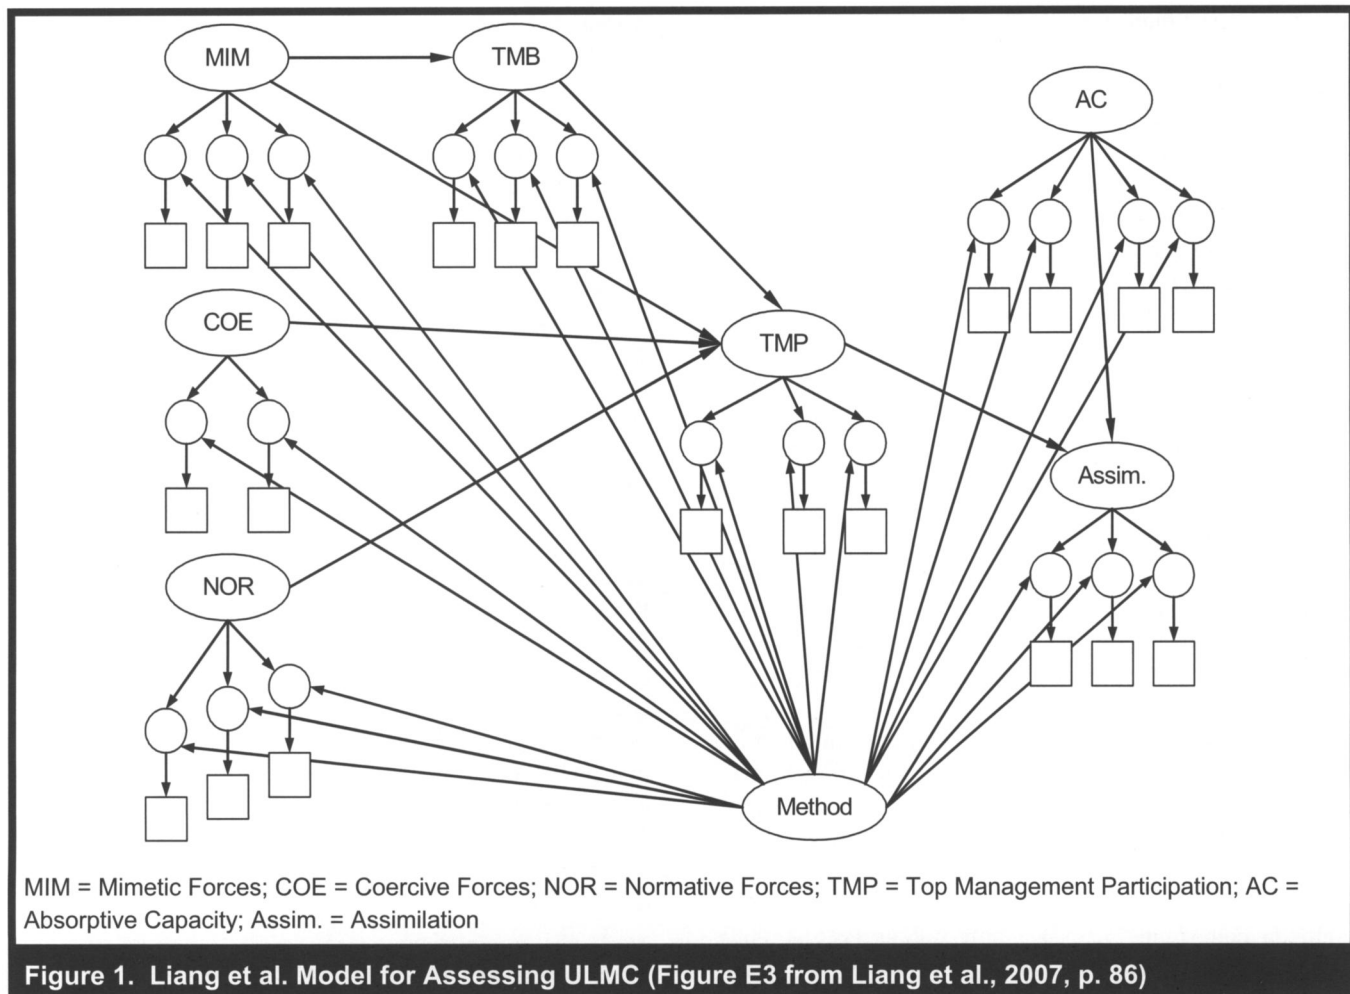 MIM
TMB
AC
COE
TMP
Assim.
NOR
Method
MIM = Mimetic Forces; COE = Coercive Forces; NOR = Normative Forces; TMP = Top Management Participation; AC =
Absorptive Capacity; Assim. = Assimilation
Figure 1. Liang et al. Model for Assessing ULMC (Figure E3 from Liang et al., 2007, p. 86)